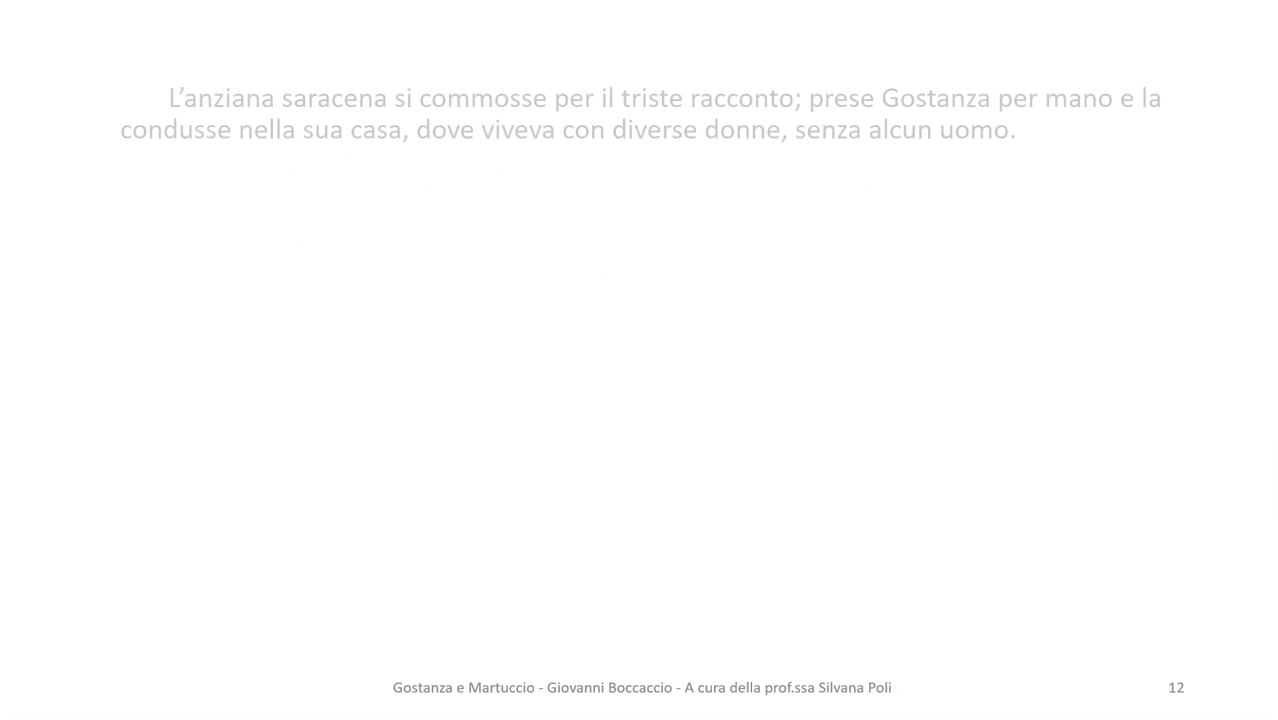 L’anziana saracena si commosse per il triste racconto; prese Gostanza per mano e la
condusse nella sua casa, dove viveva con diverse donne, senza alcun uomo.
Gostanza e Martuccio - Giovanni Boccaccio - A cura della prof.ssa Silvana Poli
12